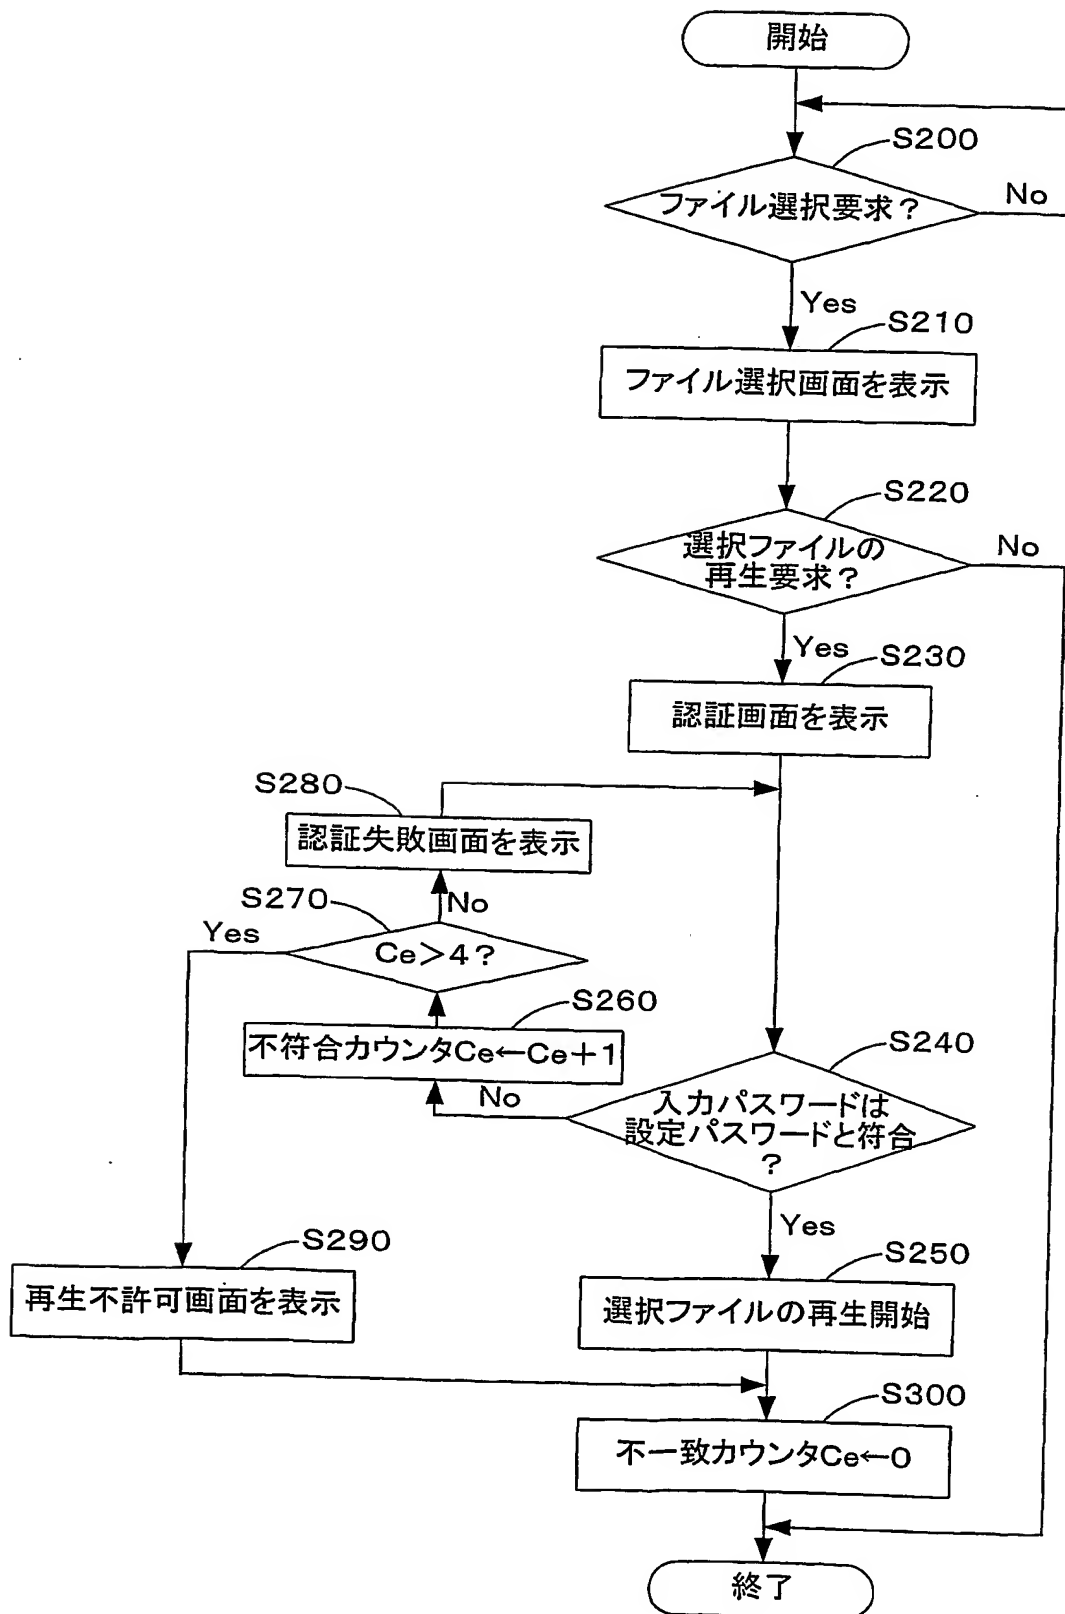 開始
S200
ファイル選択要求？
No
Yes
S210
ファイル選択画面を表示
S220
選択ファイルの
再生要求？
No
Yes
S230
認証画面を表示
S280
認証失敗画面を表示
S270
No
Yes
Ce＞4？
S260
不符合カウンタCe←Ce＋1
S240
No
入力パスワードは
設定パスワードと符合
？
Yes
S290
再生不許可画面を表示
S250
選択ファイルの再生開始
S300
不一致カウンタCe←0
終了